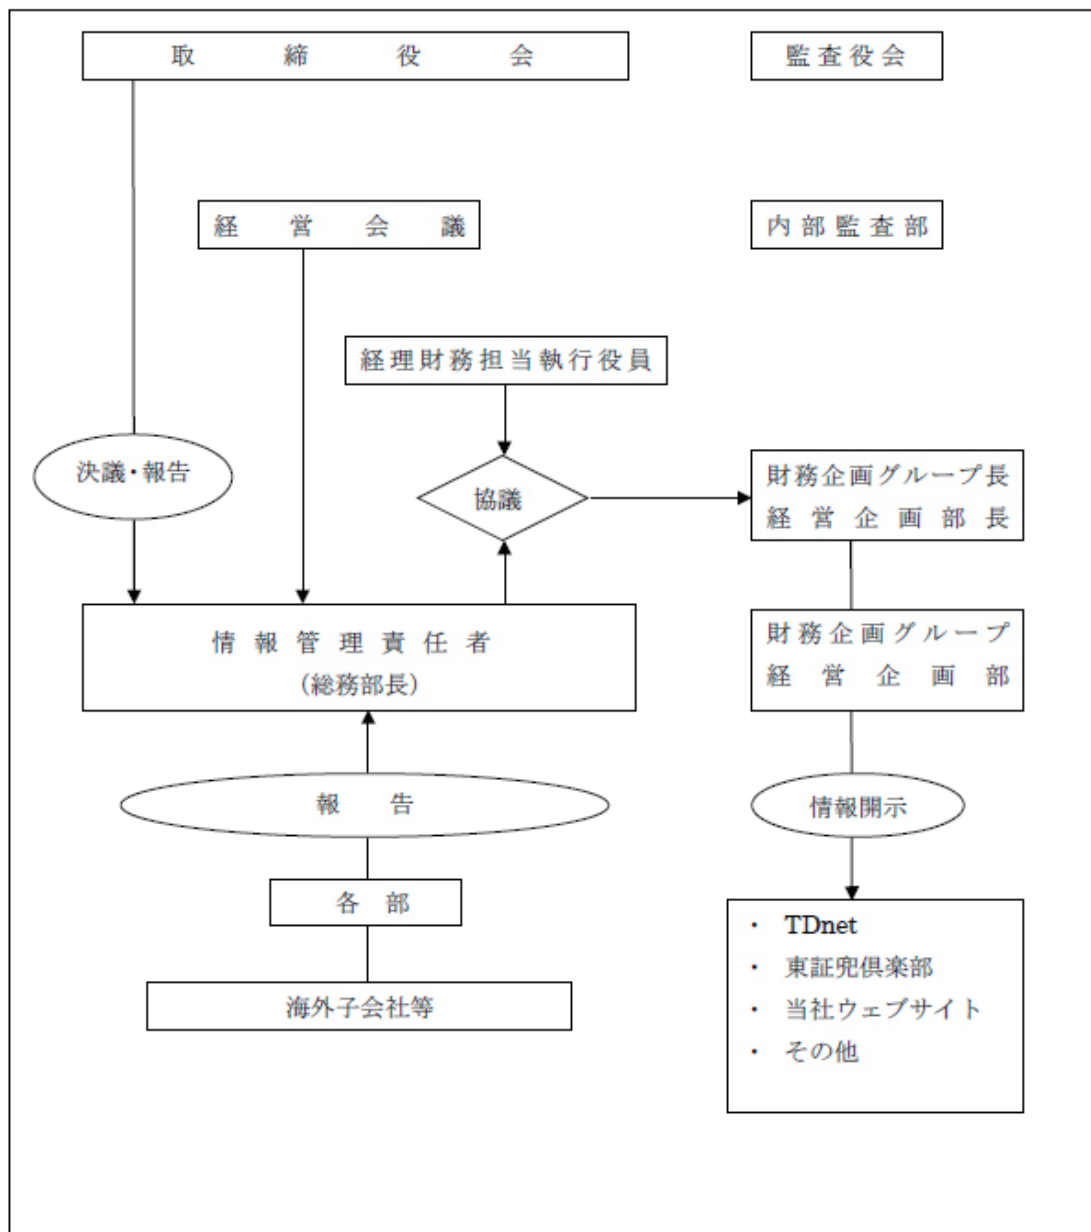 取締役会
監査役会
経営会議
内部監査部
経理財務担当執行役員
決議・報告
協議
財務企画グループ長
経営企画部長
情報管理責任者
(総務部長)
財務企画グループ
経営企画部
報告
情報開示
各部
海外子会社等
・ TDnet
・ 東証兜倶楽部
・ 当社ウェブサイト
・ その他